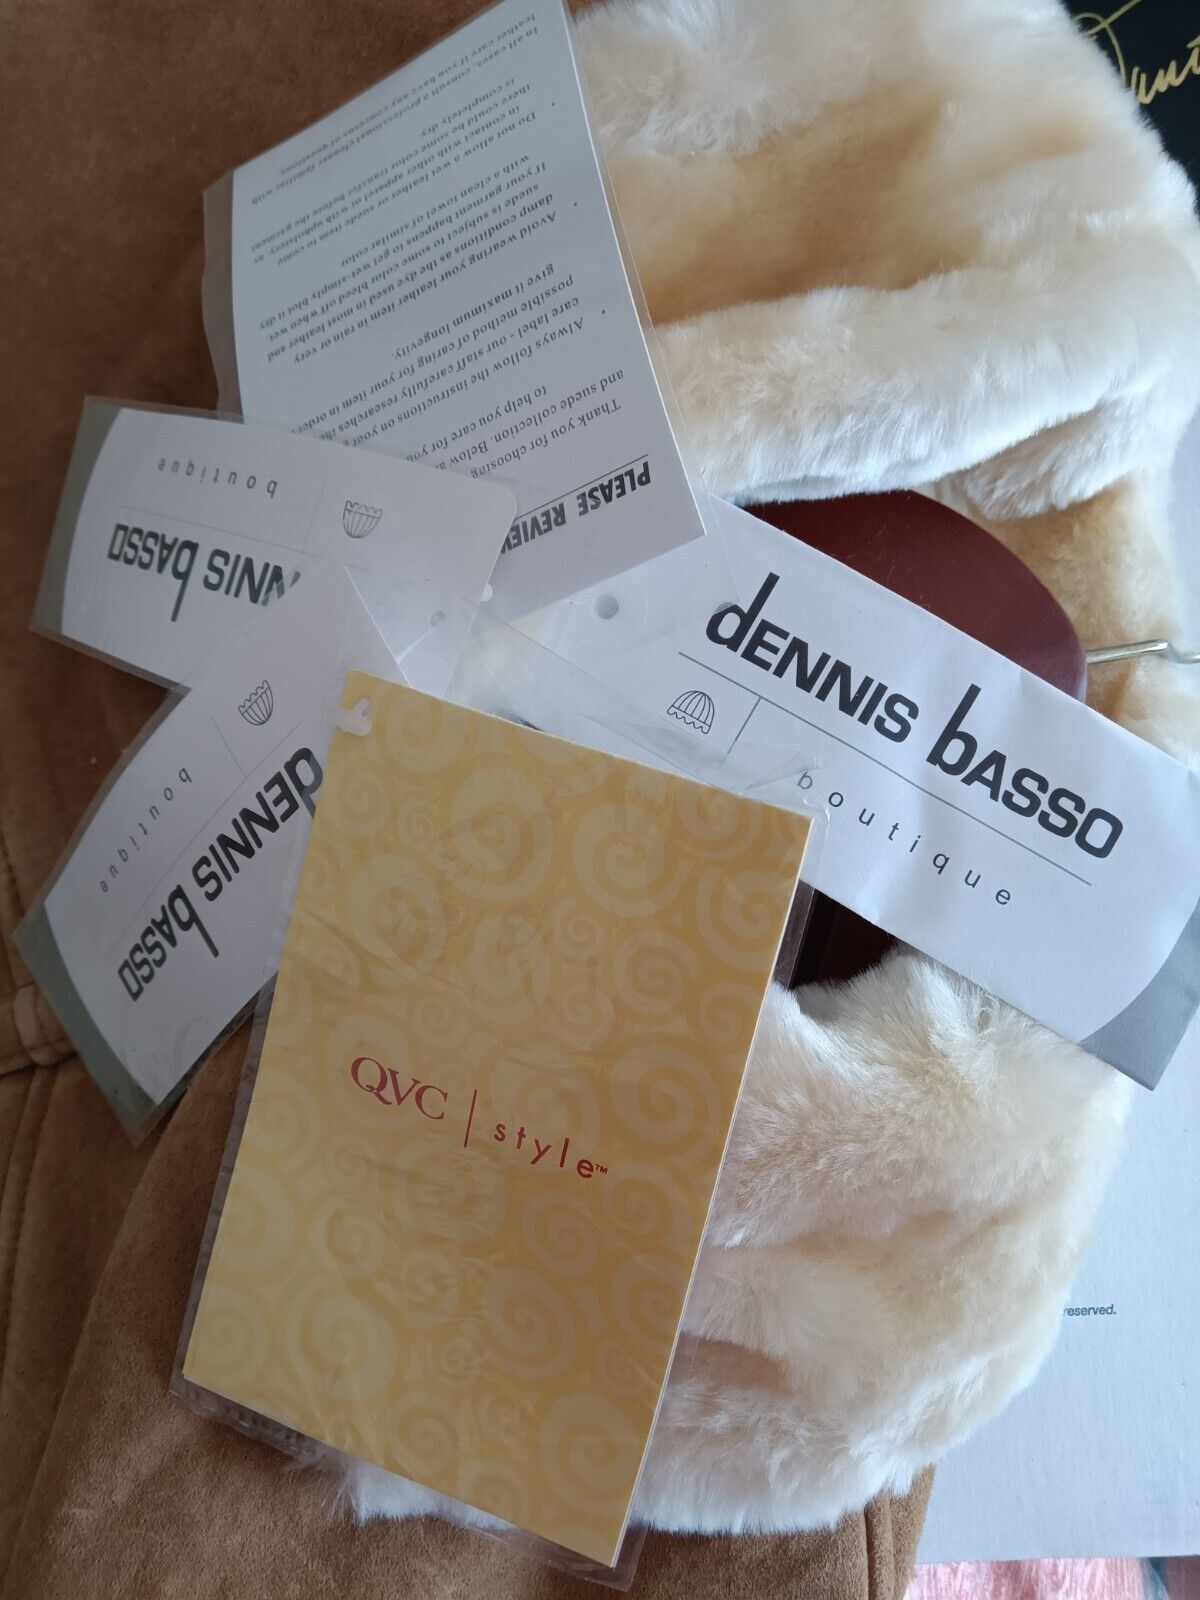 PLEASE REVIEW
Thank you for choosing
and suede collection. Below a
to help you care for you
• Always follow the instructions on your
care label - our staff carefully researches the
possible method of caring for your item in order
give it maximum longevity.
• Avoid wearing your leather item in rain or very
damp conditions as the dye used in most leather and
suede is subject to some color bleed off when wet.
If your garment happens to get wet-simply blot it dry
with a clean towel of similar color.
• Do not allow a wet leather or suede item to come
in contact with other apparel or with upholstery, as
there could be some color transfer before the garment
is completely dry.
In all cases, consult a professional cleaner familiar with
leather care if you have any concerns or questions.
NNIS bASSO
boutique
dENNIS bASSO
boutique
dENNIS bASSO
boutique
QVC | style™
reserved.